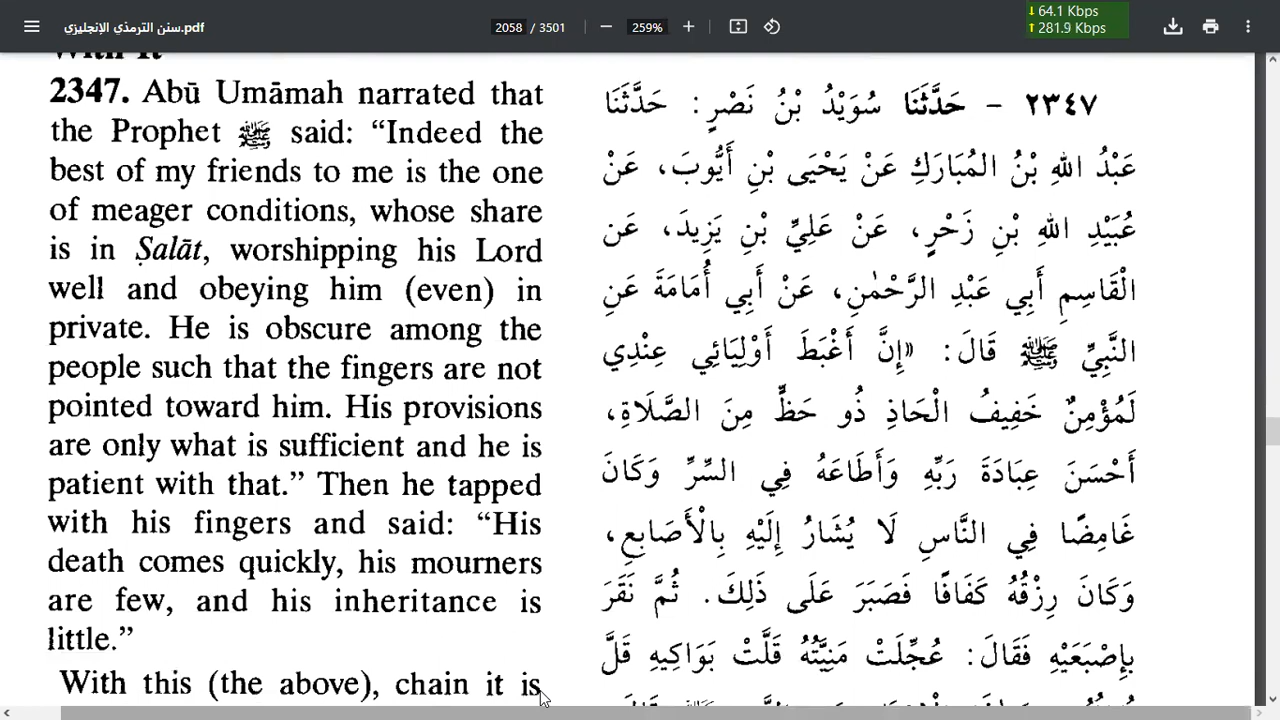 سنن الترمذي الإنجليزي.pdf
2058 / 3501
259%
↓ 64.1 Kbps
↑ 281.9 Kbps
With It
2347. Abū Umāmah narrated that
the Prophet ﷺ said: “Indeed the
best of my friends to me is the one
of meager conditions, whose share
is in Ṣalāt, worshipping his Lord
well and obeying him (even) in
private. He is obscure among the
people such that the fingers are not
pointed toward him. His provisions
are only what is sufficient and he is
patient with that.” Then he tapped
with his fingers and said: “His
death comes quickly, his mourners
are few, and his inheritance is
little.”
With this (the above), chain it is
٢٣٤٧ – حَدَّثَنَا سُوَيْدُ بْنُ نَصْرٍ: حَدَّثَنَا
عَبْدُ اللهِ بْنُ المُبَارَكِ عَنْ يَحْيَى بْنِ أَيُّوبَ، عَنْ
عُبَيْدِ اللهِ بْنِ زَحْرٍ، عَنْ عَلِيِّ بْنِ يَزِيدَ، عَن
الْقَاسِمِ أَبِي عَبْدِ الرَّحْمٰنِ، عَنْ أَبِي أُمَامَةَ عَنِ
النَّبِيِّ ﷺ قَالَ: «إِنَّ أَغْبَطَ أَوْلِيَائِي عِنْدِي
لَمُؤْمِنٌ خَفِيفُ الْحَاذِ ذُو حَظٍّ مِنَ الصَّلَاةِ،
أَحْسَنَ عِبَادَةَ رَبِّهِ وَأَطَاعَهُ فِي السِّرِّ وَكَانَ
غَامِضًا فِي النَّاسِ لَا يُشَارُ إِلَيْهِ بِالْأَصَابِعِ،
وَكَانَ رِزْقُهُ كَفَافًا فَصَبَرَ عَلَى ذَلِكَ. ثُمَّ نَقَرَ
بِإِصْبَعَيْهِ فَقَالَ: عُجِّلَتْ مَنِيَّتُهُ قَلَّتْ بَوَاكِيهِ قَلَّ